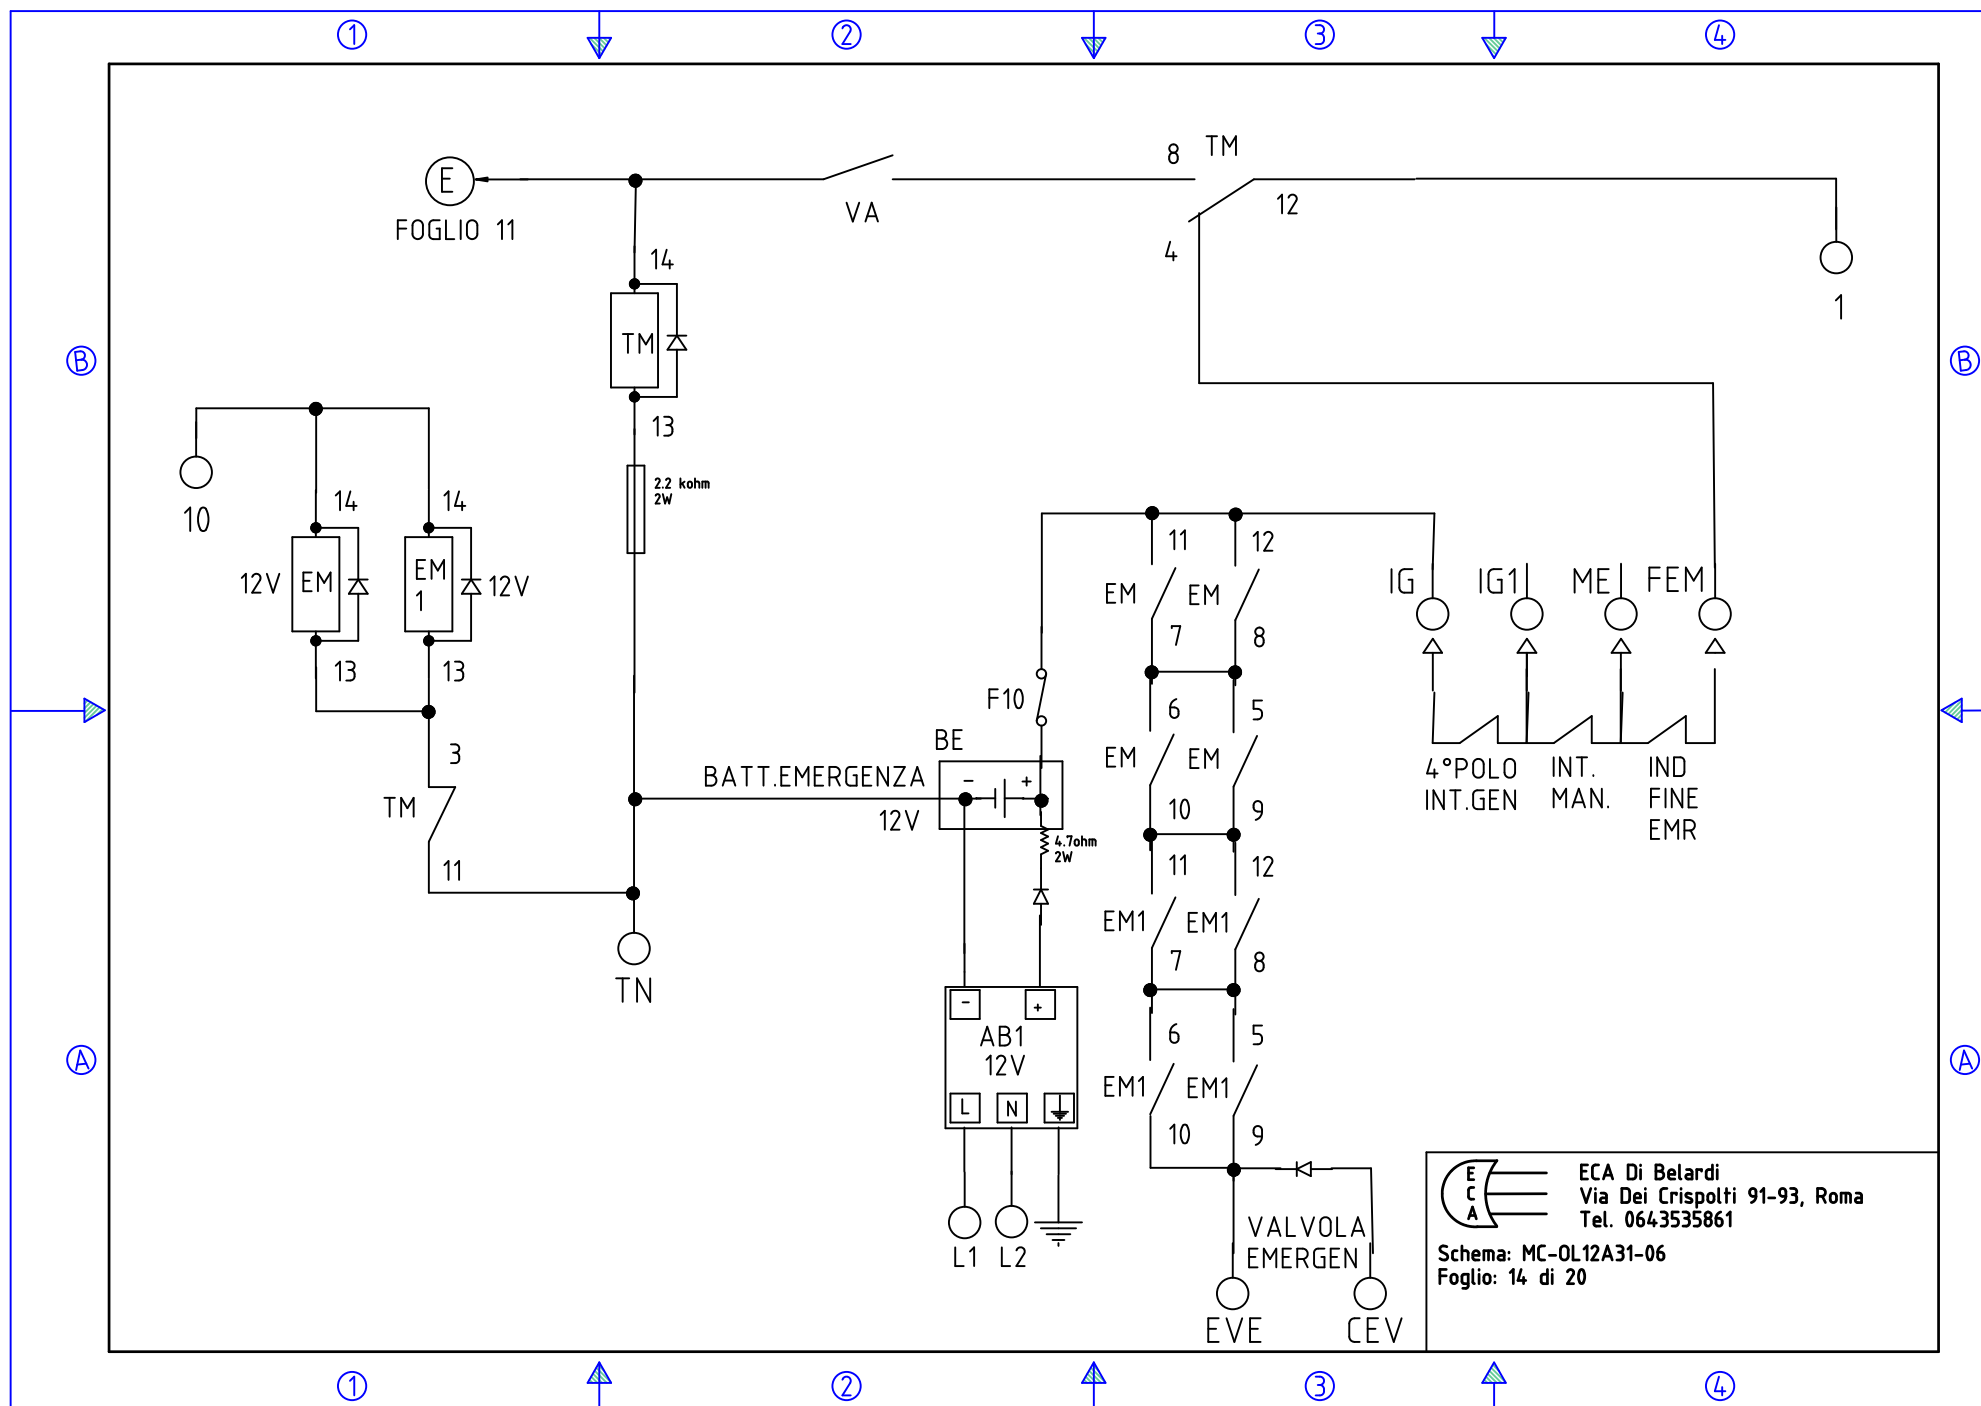 1
2
3
4
E
FOGLIO 11
VA
8
TM
12
4
1
14
TM
13
2.2 kohm
2W
B
B
10
14
14
12V
EM
EM
1
12V
13
13
3
TM
11
TN
BATT.EMERGENZA
12V
BE
-
+
F10
4.7ohm
2W
-
+
AB1
12V
L
N
L1
L2
11
12
EM
EM
7
8
6
5
EM
EM
10
9
11
12
EM1
EM1
7
8
6
5
EM1
EM1
10
9
VALVOLA
EMERGEN
EVE
CEV
IG
IG1
ME
FEM
4°POLO
INT.GEN
INT.
MAN.
IND
FINE
EMR
A
A
E
C
A
ECA Di Belardi
Via Dei Crispolti 91-93, Roma
Tel. 0643535861
Schema: MC-OL12A31-06
Foglio: 14 di 20
1
2
3
4